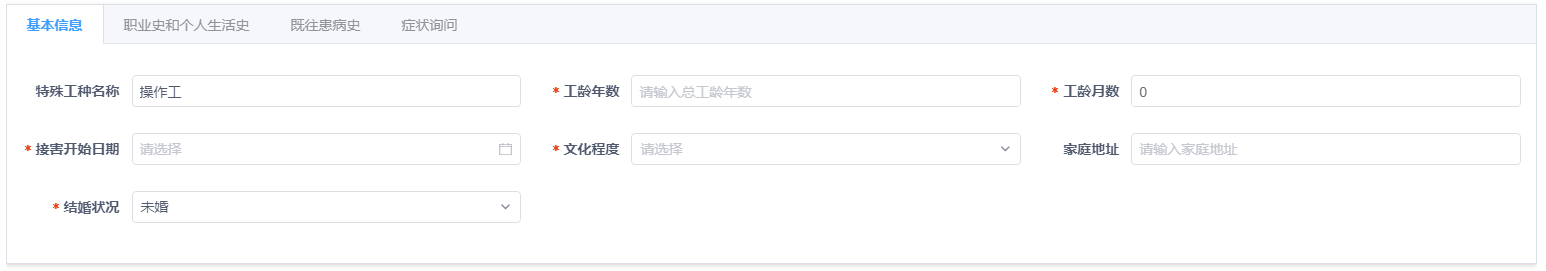 基本信息 职业史和个人生活史 既往患病史 症状询问
特殊工种名称 操作工 * 工龄年数 请输入总工龄年数 * 工龄月数 0
* 接害开始日期 请选择 * 文化程度 请选择 家庭地址 请输入家庭地址
* 结婚状况 未婚